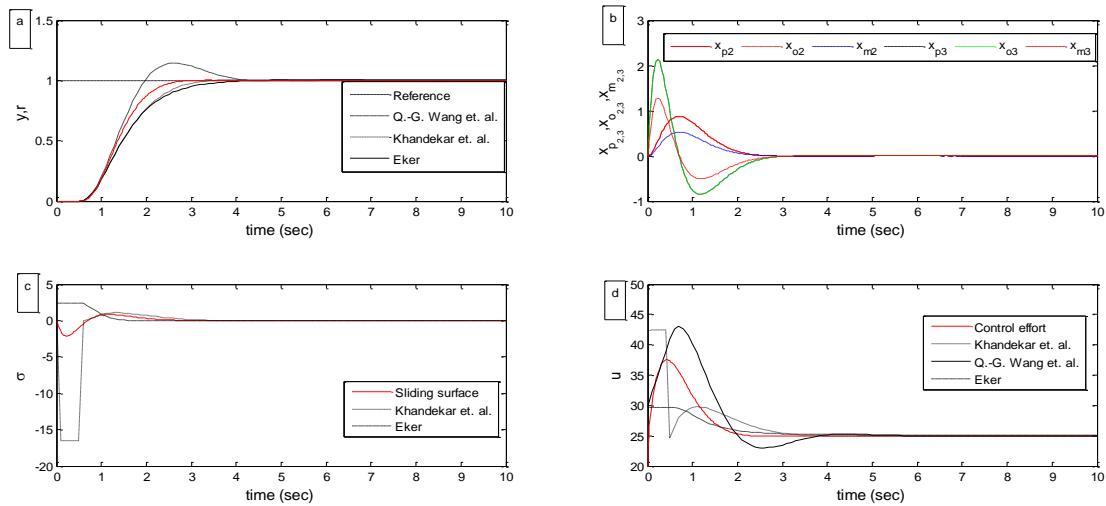 a
1.5
1
0.5
0
y,r
0 1 2 3 4 5 6 7 8 9 10
time (sec)
Reference
Q.-G. Wang et. al.
Khandekar et. al.
Eker
b
3
2
1
0
-1
x_p2,3, x_o2,3, x_m2,3
x_p2 x_o2 x_m2 x_p3 x_o3 x_m3
0 1 2 3 4 5 6 7 8 9 10
time (sec)
c
5
0
-5
-10
-15
-20
σ
Sliding surface
Khandekar et. al.
Eker
0 1 2 3 4 5 6 7 8 9 10
time (sec)
d
50
45
40
35
30
25
20
u
Control effort
Khandekar et. al.
Q.-G. Wang et. al.
Eker
0 1 2 3 4 5 6 7 8 9 10
time (sec)